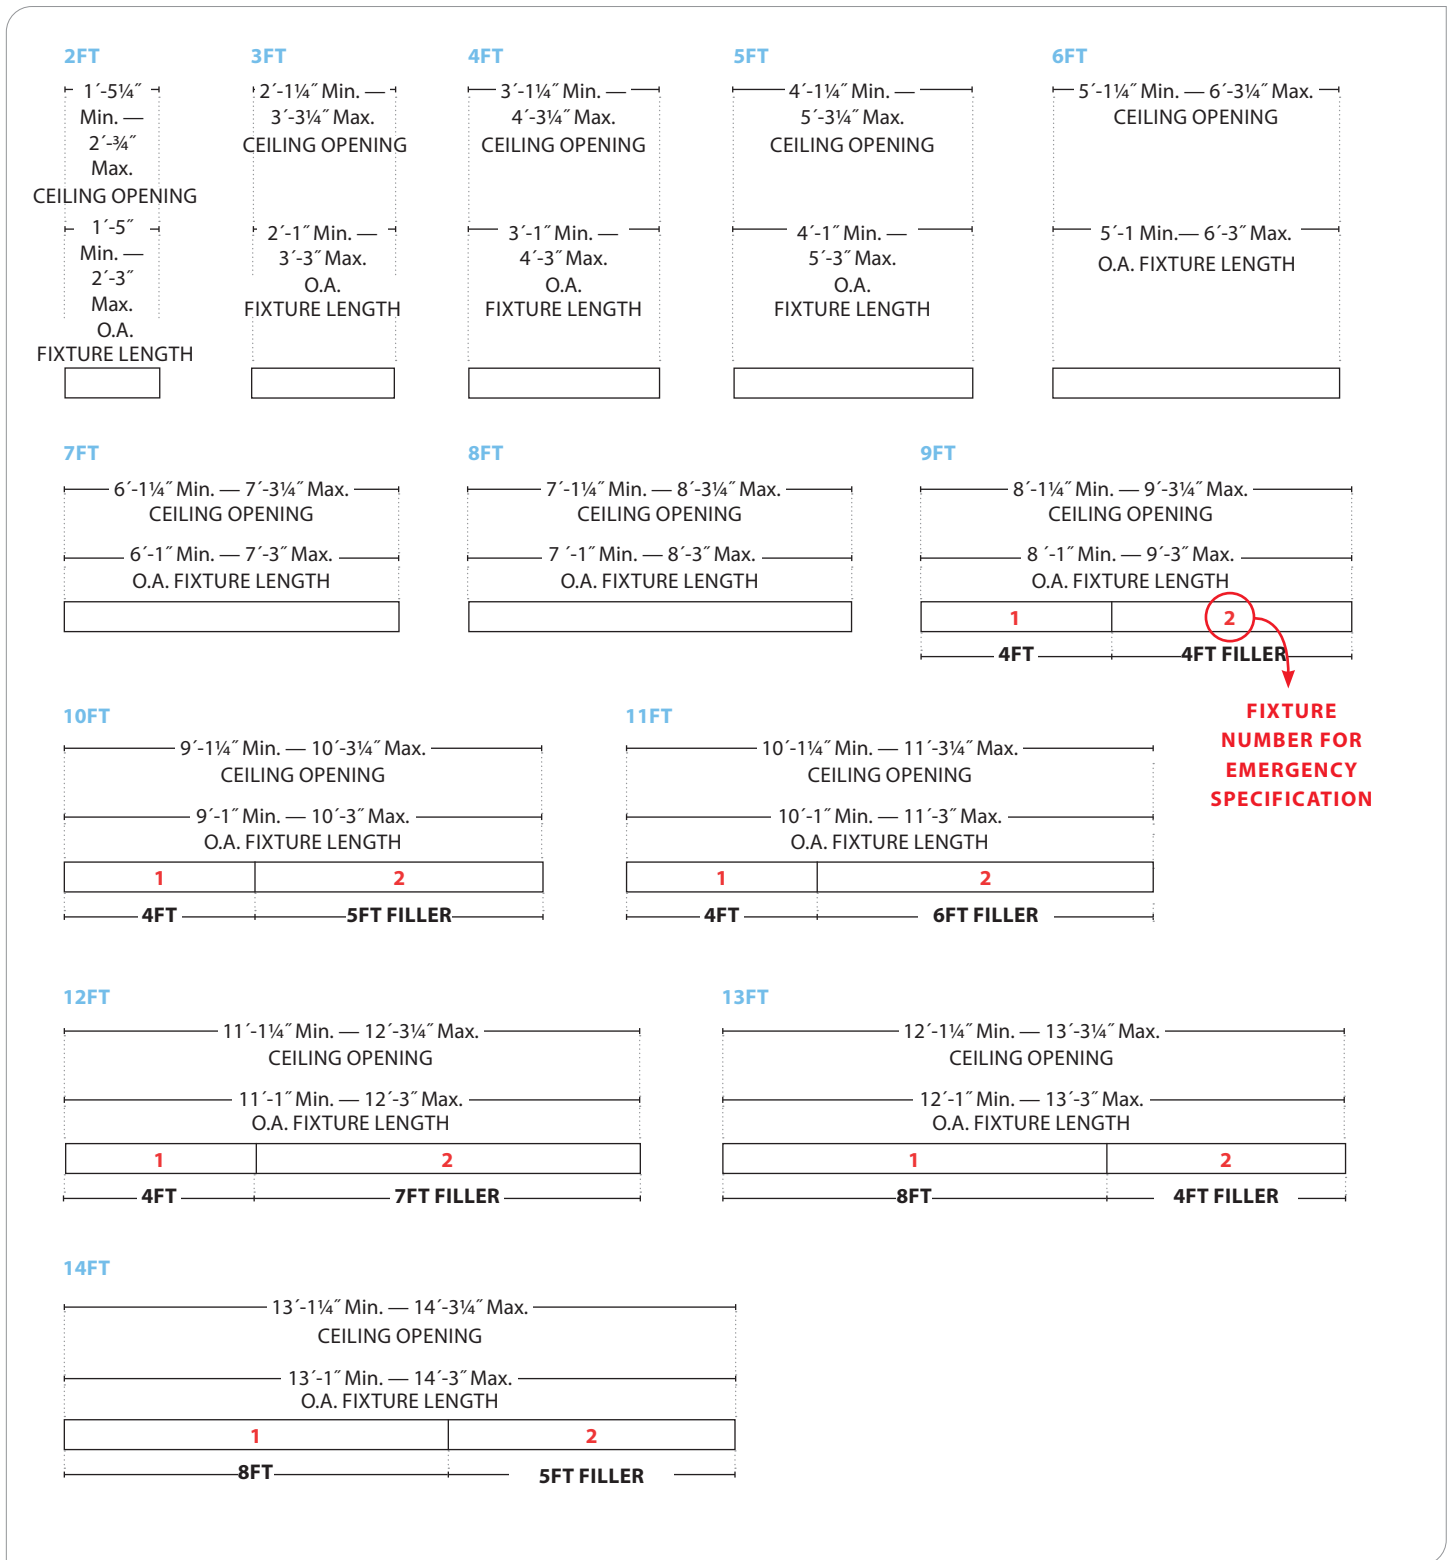 2FT
1´-5¼˝
Min. —
2´-¾˝
Max.
CEILING OPENING
1´-5˝
Min. —
2´-3˝
Max.
O.A.
FIXTURE LENGTH
3FT
2´-1¼˝ Min. —
3´-3¼˝ Max.
CEILING OPENING
2´-1˝ Min. —
3´-3˝ Max.
O.A.
FIXTURE LENGTH
4FT
3´-1¼˝ Min. —
4´-3¼˝ Max.
CEILING OPENING
3´-1˝ Min. —
4´-3˝ Max.
O.A.
FIXTURE LENGTH
5FT
4´-1¼˝ Min. —
5´-3¼˝ Max.
CEILING OPENING
4´-1˝ Min. —
5´-3˝ Max.
O.A.
FIXTURE LENGTH
6FT
5´-1¼˝ Min. — 6´-3¼˝ Max.
CEILING OPENING
5´-1 Min.— 6´-3˝ Max.
O.A. FIXTURE LENGTH
7FT
6´-1¼˝ Min. — 7´-3¼˝ Max.
CEILING OPENING
6´-1˝ Min. — 7´-3˝ Max.
O.A. FIXTURE LENGTH
8FT
7´-1¼˝ Min. — 8´-3¼˝ Max.
CEILING OPENING
7 ´-1˝ Min. — 8´-3˝ Max.
O.A. FIXTURE LENGTH
9FT
8´-1¼˝ Min. — 9´-3¼˝ Max.
CEILING OPENING
8 ´-1˝ Min. — 9´-3˝ Max.
O.A. FIXTURE LENGTH
1 2
4FT 4FT FILLER
FIXTURE
NUMBER FOR
EMERGENCY
SPECIFICATION
10FT
9´-1¼˝ Min. — 10´-3¼˝ Max.
CEILING OPENING
9´-1˝ Min. — 10´-3˝ Max.
O.A. FIXTURE LENGTH
1 2
4FT 5FT FILLER
11FT
10´-1¼˝ Min. — 11´-3¼˝ Max.
CEILING OPENING
10´-1˝ Min. — 11´-3˝ Max.
O.A. FIXTURE LENGTH
1 2
4FT 6FT FILLER
12FT
11´-1¼˝ Min. — 12´-3¼˝ Max.
CEILING OPENING
11´-1˝ Min. — 12´-3˝ Max.
O.A. FIXTURE LENGTH
1 2
4FT 7FT FILLER
13FT
12´-1¼˝ Min. — 13´-3¼˝ Max.
CEILING OPENING
12´-1˝ Min. — 13´-3˝ Max.
O.A. FIXTURE LENGTH
1 2
8FT 4FT FILLER
14FT
13´-1¼˝ Min. — 14´-3¼˝ Max.
CEILING OPENING
13´-1˝ Min. — 14´-3˝ Max.
O.A. FIXTURE LENGTH
1 2
8FT 5FT FILLER